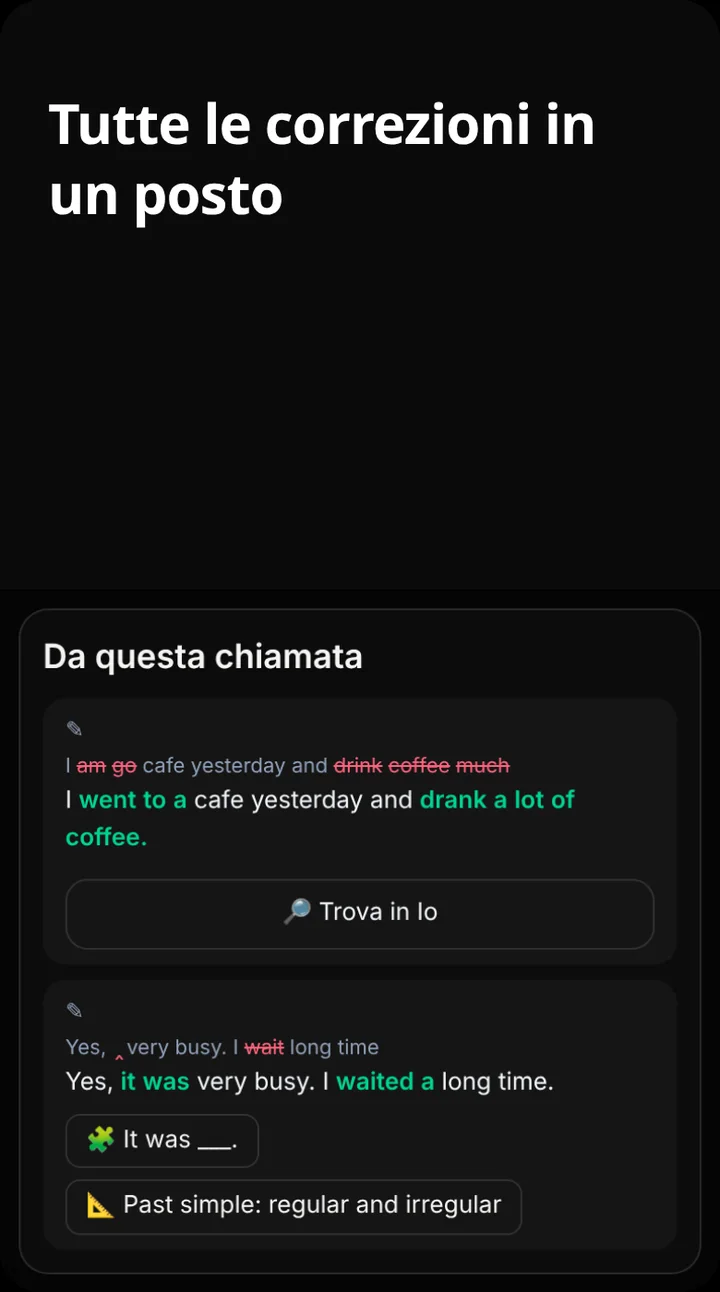 Tutte le correzioni in
un posto
Da questa chiamata
✎
I am go cafe yesterday and drink coffee much
I went to a cafe yesterday and drank a lot of
coffee.
🔎 Trova in Io
✎
Yes, ‸ very busy. I wait long time
Yes, it was very busy. I waited a long time.
🧩 It was ___.
📐 Past simple: regular and irregular